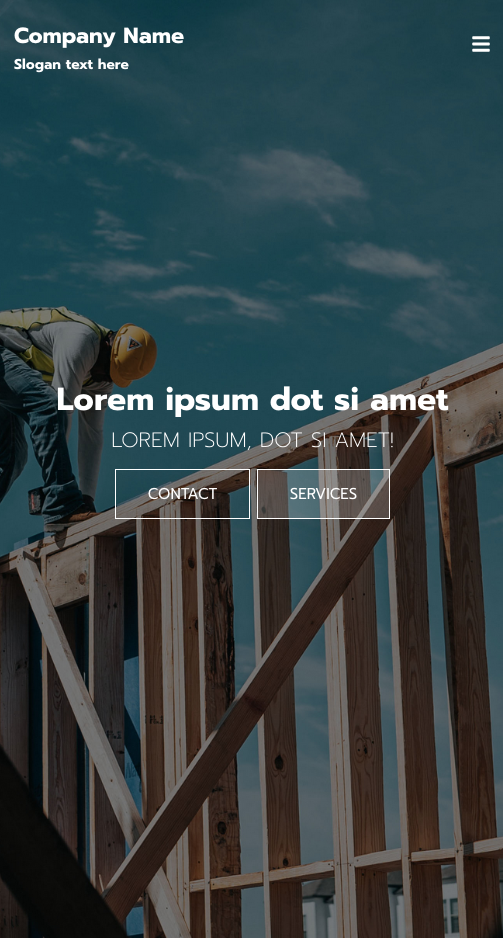 Company Name
Slogan text here
Lorem ipsum dot si amet
LOREM IPSUM, DOT SI AMET!
CONTACT
SERVICES